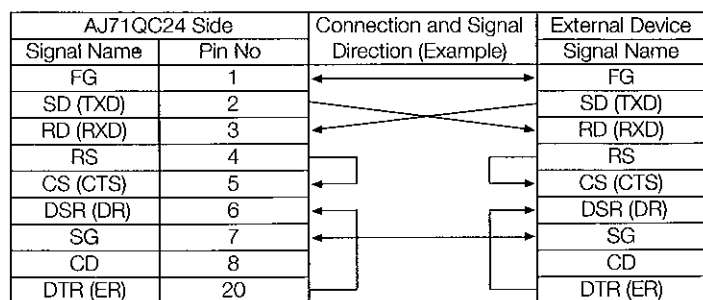 AJ71QC24 Side Connection and Signal Direction (Example) External Device
Signal Name Pin No Signal Name
FG 1 FG
SD (TXD) 2 SD (TXD)
RD (RXD) 3 RD (RXD)
RS 4 RS
CS (CTS) 5 CS (CTS)
DSR (DR) 6 DSR (DR)
SG 7 SG
CD 8 CD
DTR (ER) 20 DTR (ER)